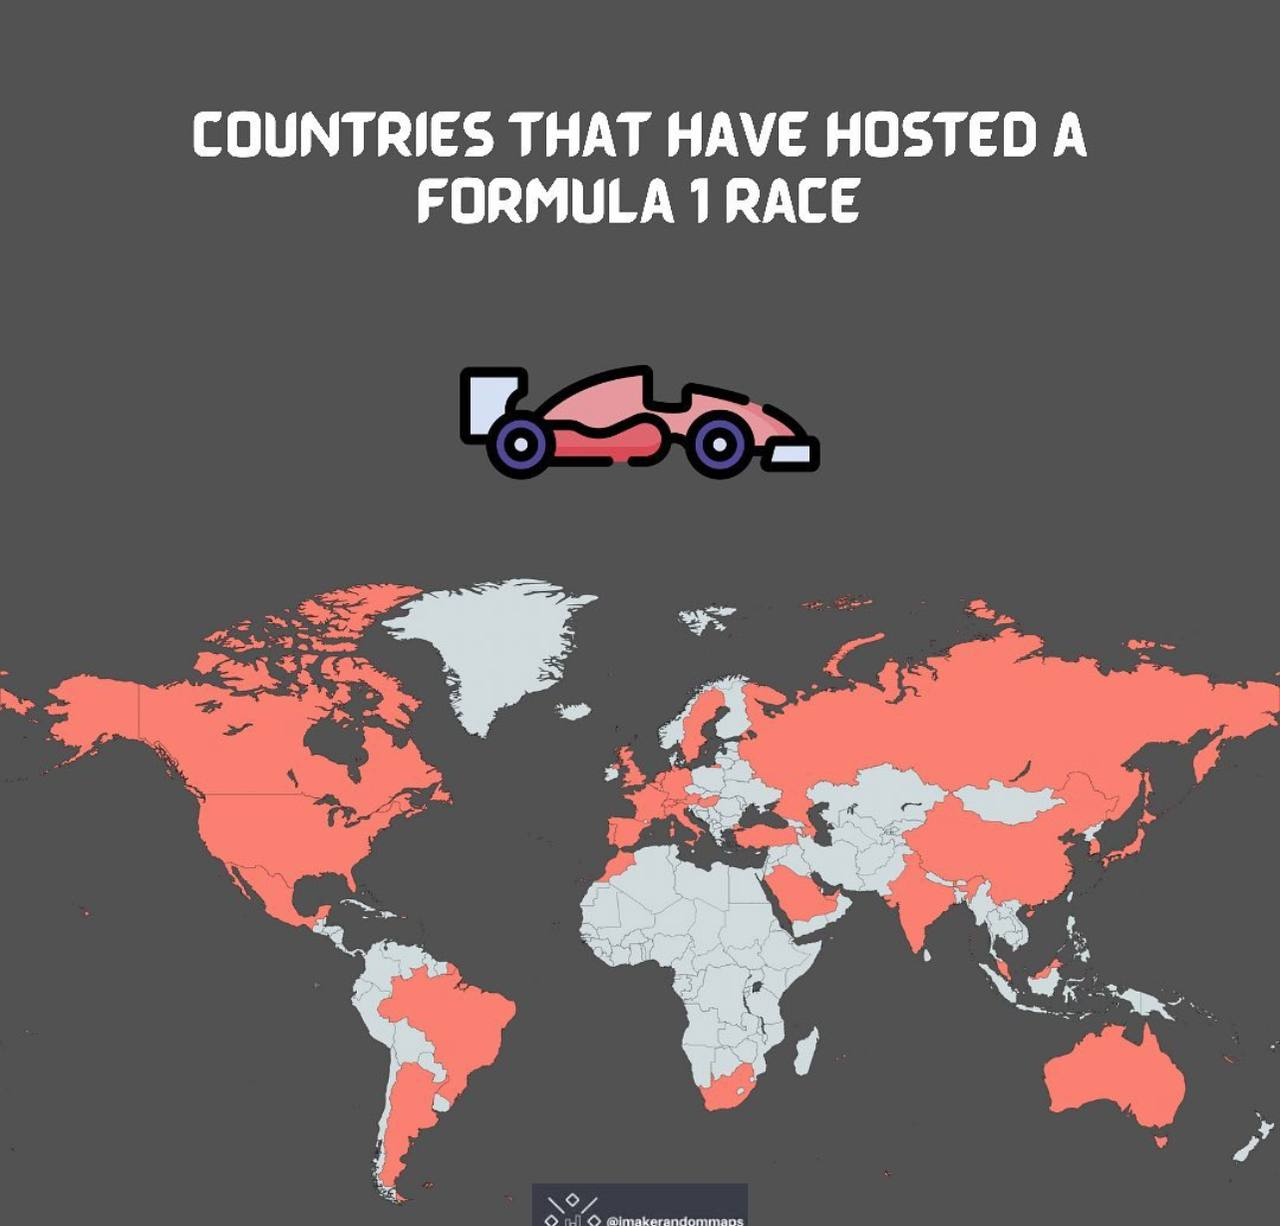 COUNTRIES THAT HAVE HOSTED A
FORMULA 1 RACE
@imakerandommaps